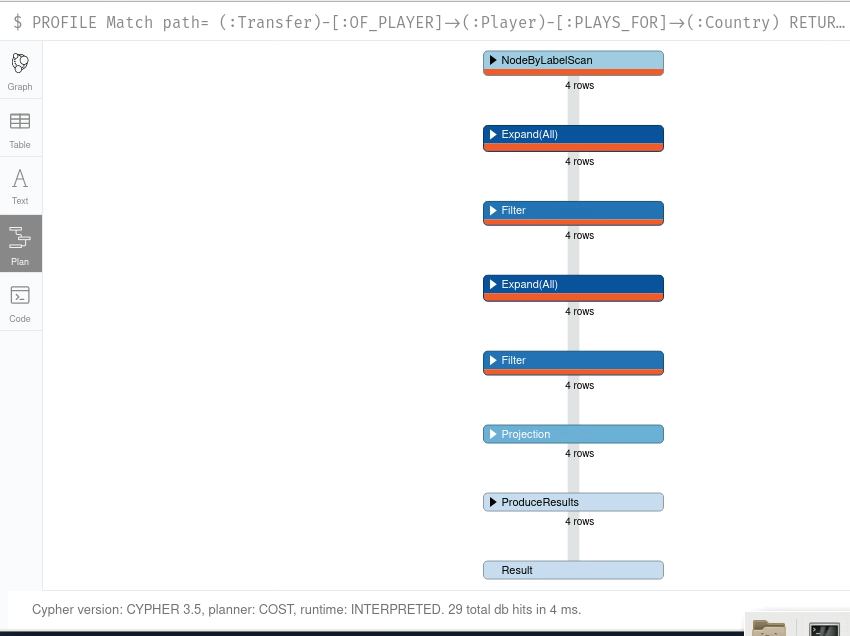 $ PROFILE Match path= (:Transfer)-[:OF_PLAYER]->(:Player)-[:PLAYS_FOR]->(:Country) RETUR…
Graph
Table
A
Text
Plan
Code
NodeByLabelScan
4 rows
Expand(All)
4 rows
Filter
4 rows
Expand(All)
4 rows
Filter
4 rows
Projection
4 rows
ProduceResults
4 rows
Result
Cypher version: CYPHER 3.5, planner: COST, runtime: INTERPRETED. 29 total db hits in 4 ms.